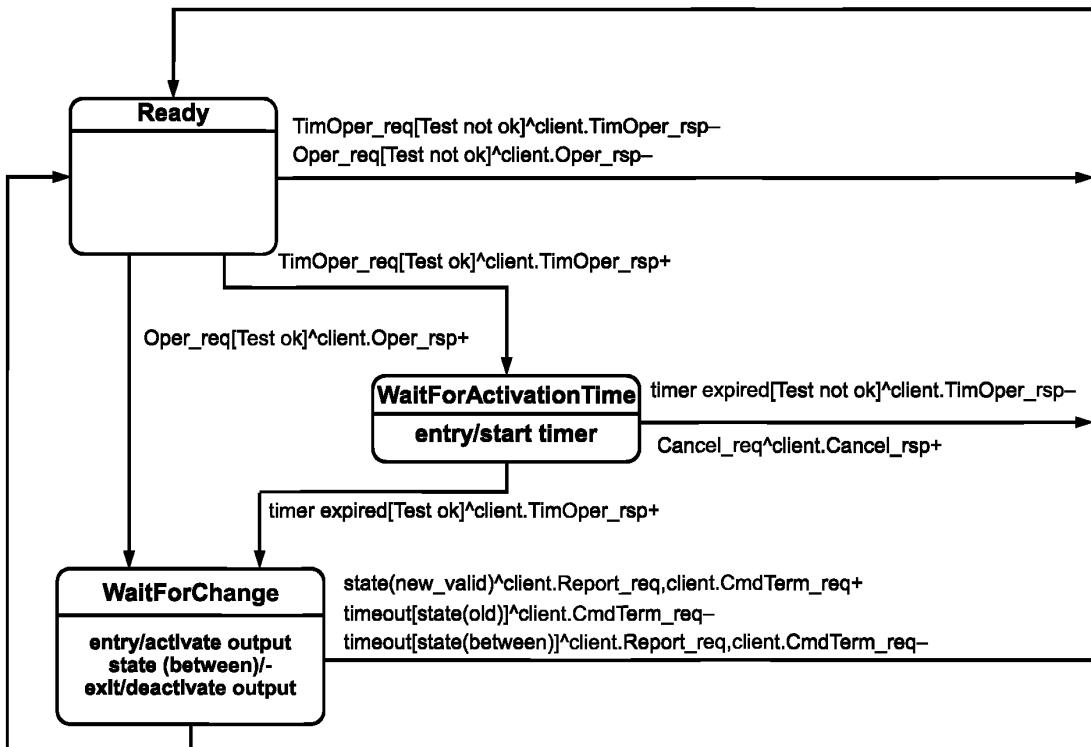 Ready
TimOper_req[Test not ok]^client.TimOper_rsp–
Oper_req[Test not ok]^client.Oper_rsp–
TimOper_req[Test ok]^client.TimOper_rsp+
Oper_req[Test ok]^client.Oper_rsp+
WaitForActivationTime
entry/start timer
timer expired[Test not ok]^client.TimOper_rsp–
Cancel_req^client.Cancel_rsp+
timer expired[Test ok]^client.TimOper_rsp+
WaitForChange
entry/activate output
state (between)/-
exit/deactivate output
state(new_valid)^client.Report_req,client.CmdTerm_req+
timeout[state(old)]^client.CmdTerm_req–
timeout[state(between)]^client.Report_req,client.CmdTerm_req–